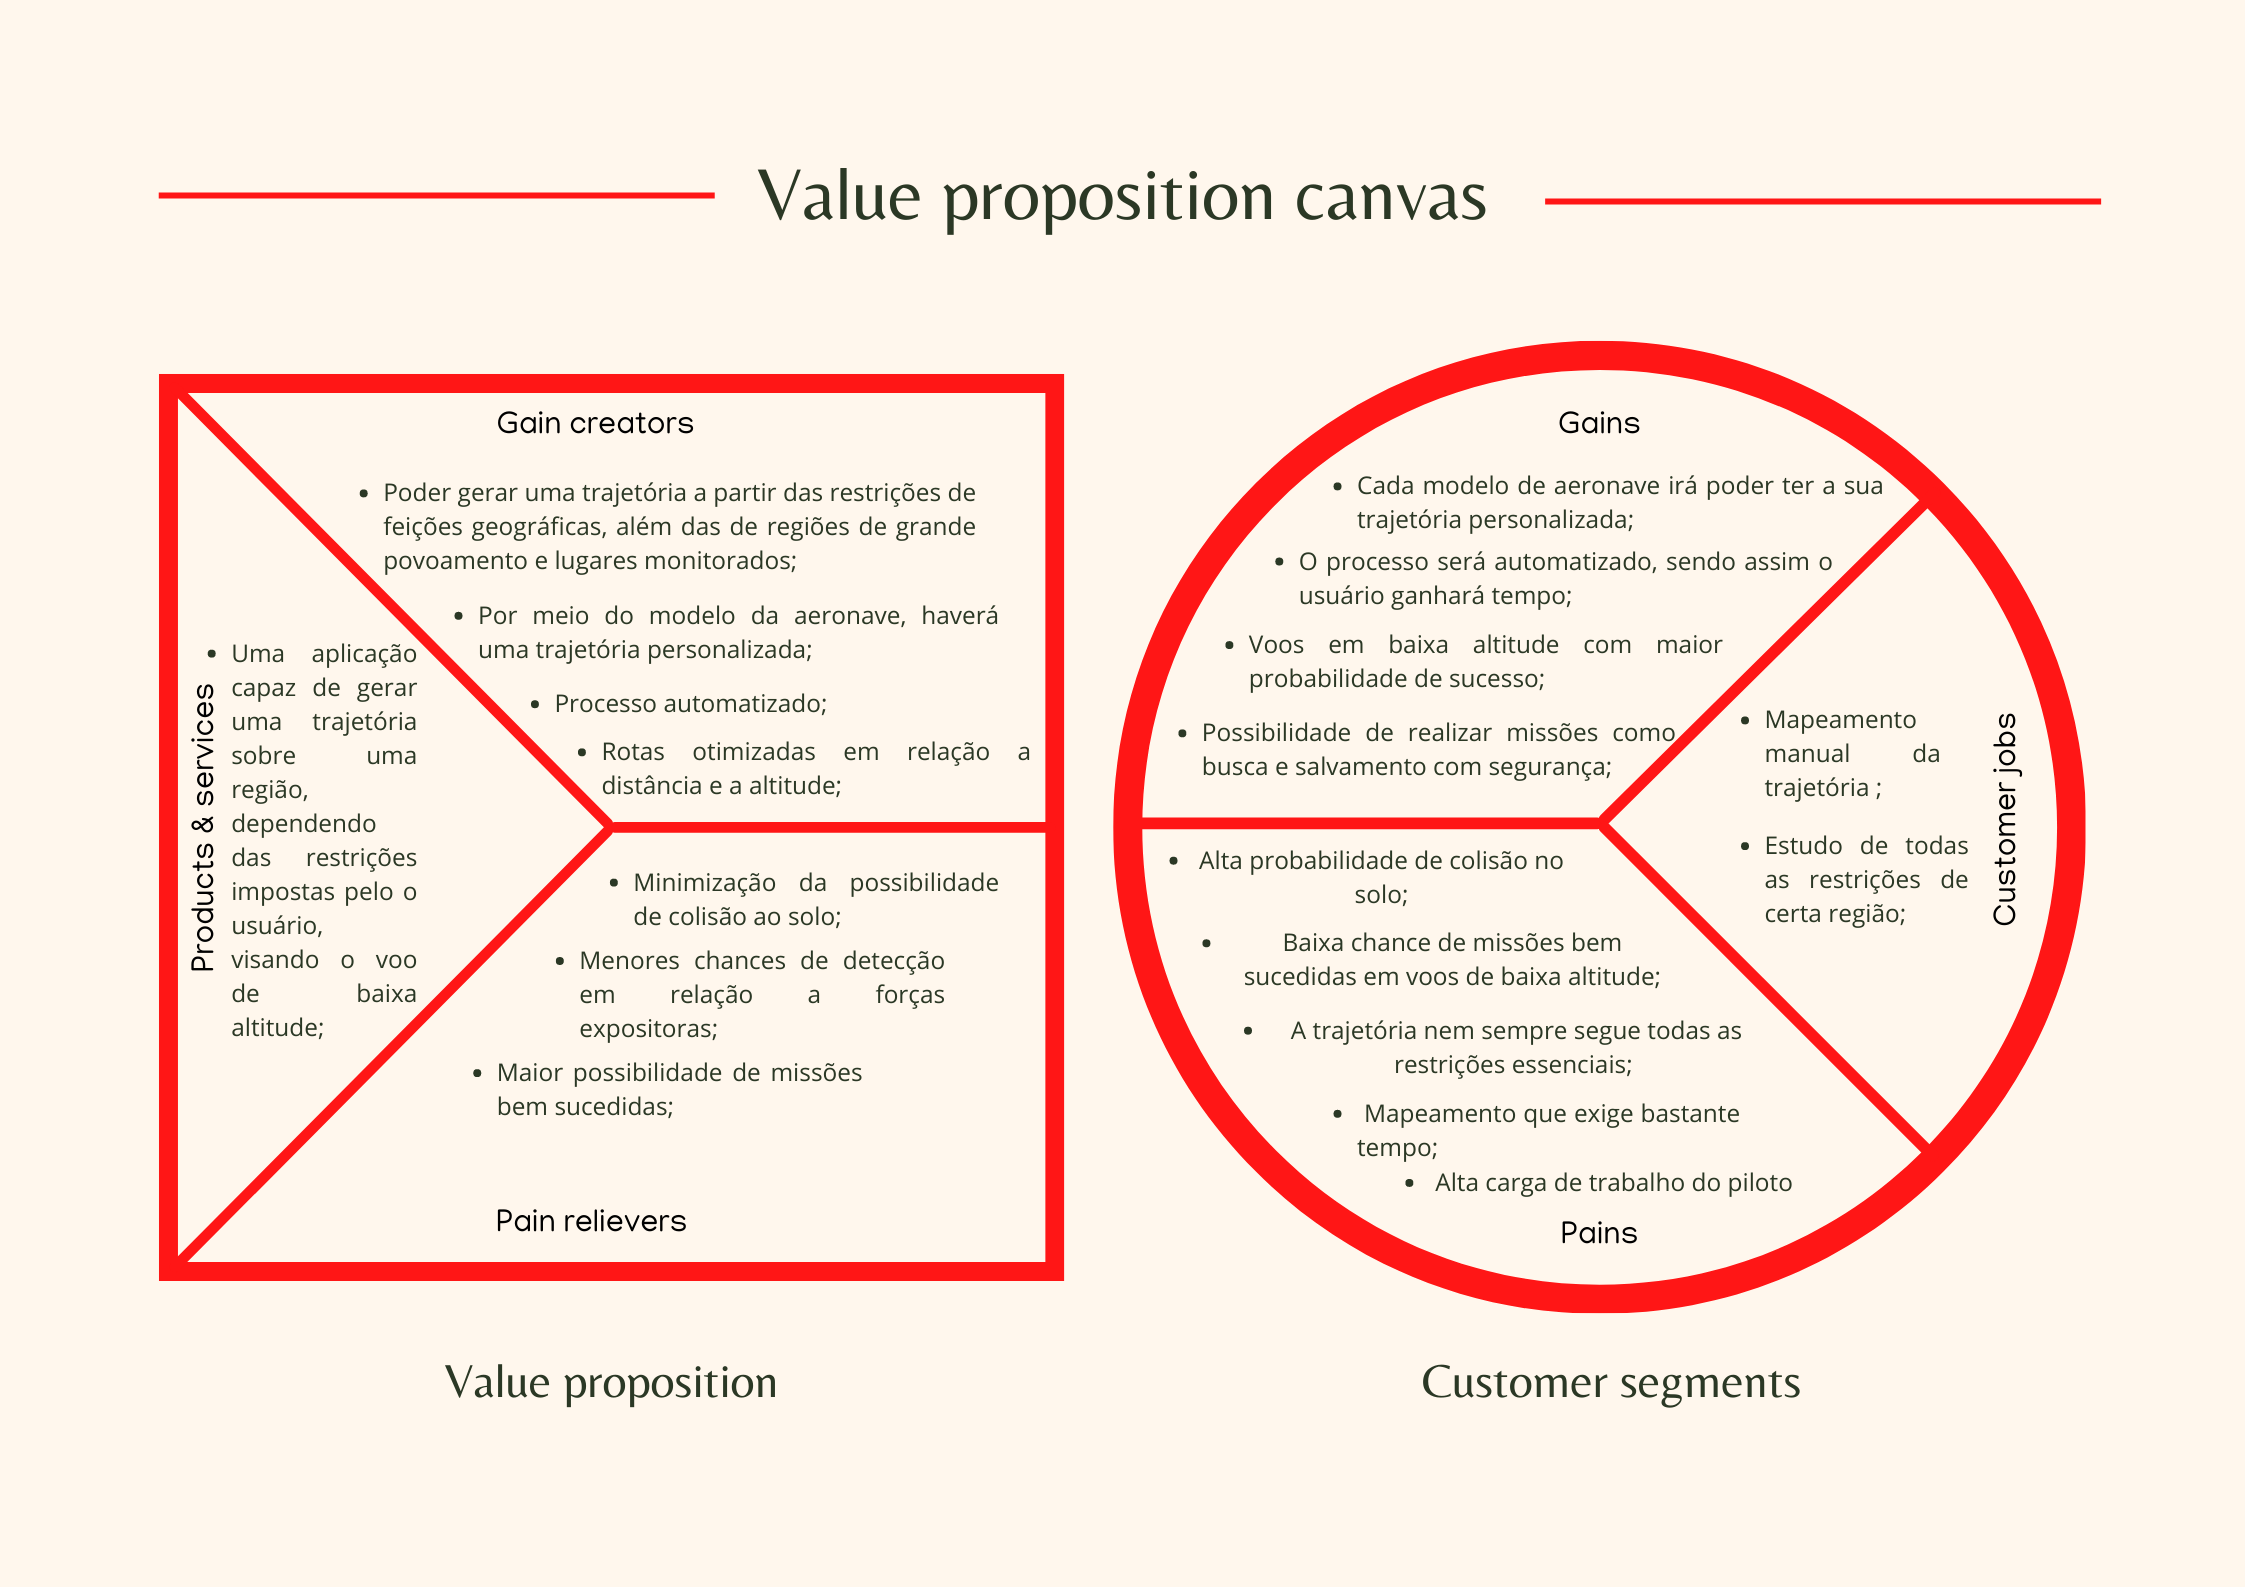 Value proposition canvas
Gain creators
Poder gerar uma trajetória a partir das restrições de
feições geográficas, além das de regiões de grande
povoamento e lugares monitorados;
Por meio do modelo da aeronave, haverá
uma trajetória personalizada;
Processo automatizado;
Rotas otimizadas em relação a
distância e a altitude;
Products & services
Uma aplicação
capaz de gerar
uma trajetória
sobre uma
região,
dependendo
das restrições
impostas pelo o
usuário,
visando o voo
de baixa
altitude;
Minimização da possibilidade
de colisão ao solo;
Menores chances de detecção
em relação a forças
expositoras;
Maior possibilidade de missões
bem sucedidas;
Pain relievers
Value proposition
Gains
Cada modelo de aeronave irá poder ter a sua
trajetória personalizada;
O processo será automatizado, sendo assim o
usuário ganhará tempo;
Voos em baixa altitude com maior
probabilidade de sucesso;
Possibilidade de realizar missões como
busca e salvamento com segurança;
Mapeamento
manual da
trajetória ;
Estudo de todas
as restrições de
certa região;
Customer jobs
Alta probabilidade de colisão no
solo;
Baixa chance de missões bem
sucedidas em voos de baixa altitude;
A trajetória nem sempre segue todas as
restrições essenciais;
Mapeamento que exige bastante
tempo;
Alta carga de trabalho do piloto
Pains
Customer segments